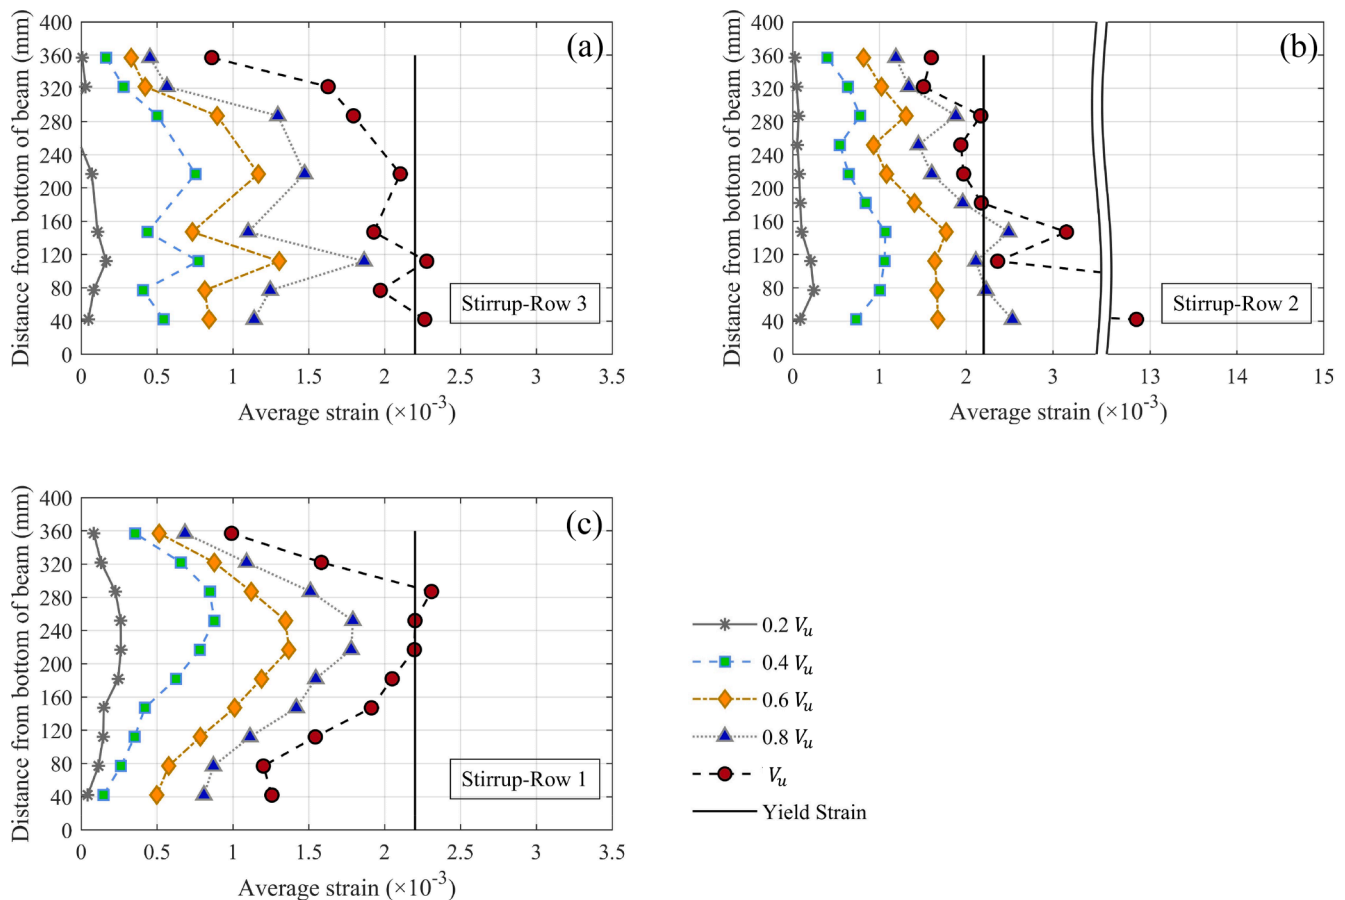 400
360
320
280
240
200
160
120
80
40
0
Distance from bottom of beam (mm)
(a)
Stirrup-Row 3
0 0.5 1 1.5 2 2.5 3 3.5
Average strain (×10⁻³)
400
360
320
280
240
200
160
120
80
40
0
Distance from bottom of beam (mm)
(b)
Stirrup-Row 2
0 1 2 3 13 14 15
Average strain (×10⁻³)
400
360
320
280
240
200
160
120
80
40
0
Distance from bottom of beam (mm)
(c)
Stirrup-Row 1
0 0.5 1 1.5 2 2.5 3 3.5
Average strain (×10⁻³)
0.2 Vu
0.4 Vu
0.6 Vu
0.8 Vu
Vu
Yield Strain